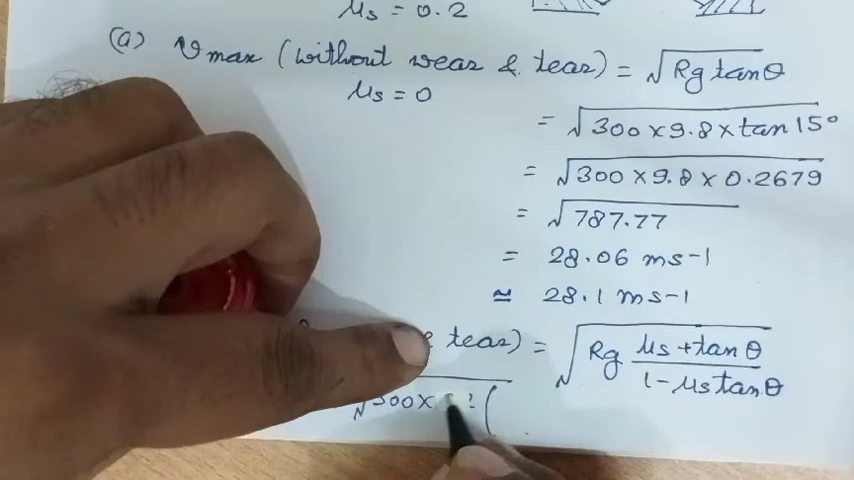 μs = 0.2
(a) vmax (without wear & tear) = √Rg tanθ
μs = 0
= √300 × 9.8 × tan 15°
= √300 × 9.8 × 0.2679
= √787.77
= 28.06 ms-1
≃ 28.1 ms-1
tear) = √Rg μs + tanθ / 1 - μs tanθ
√300 × (